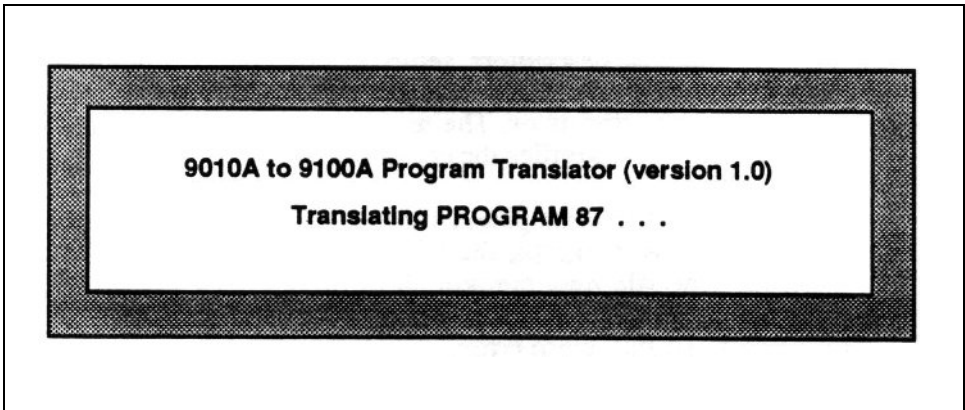 9010A to 9100A Program Translator (version 1.0)
Translating PROGRAM 87 . . .